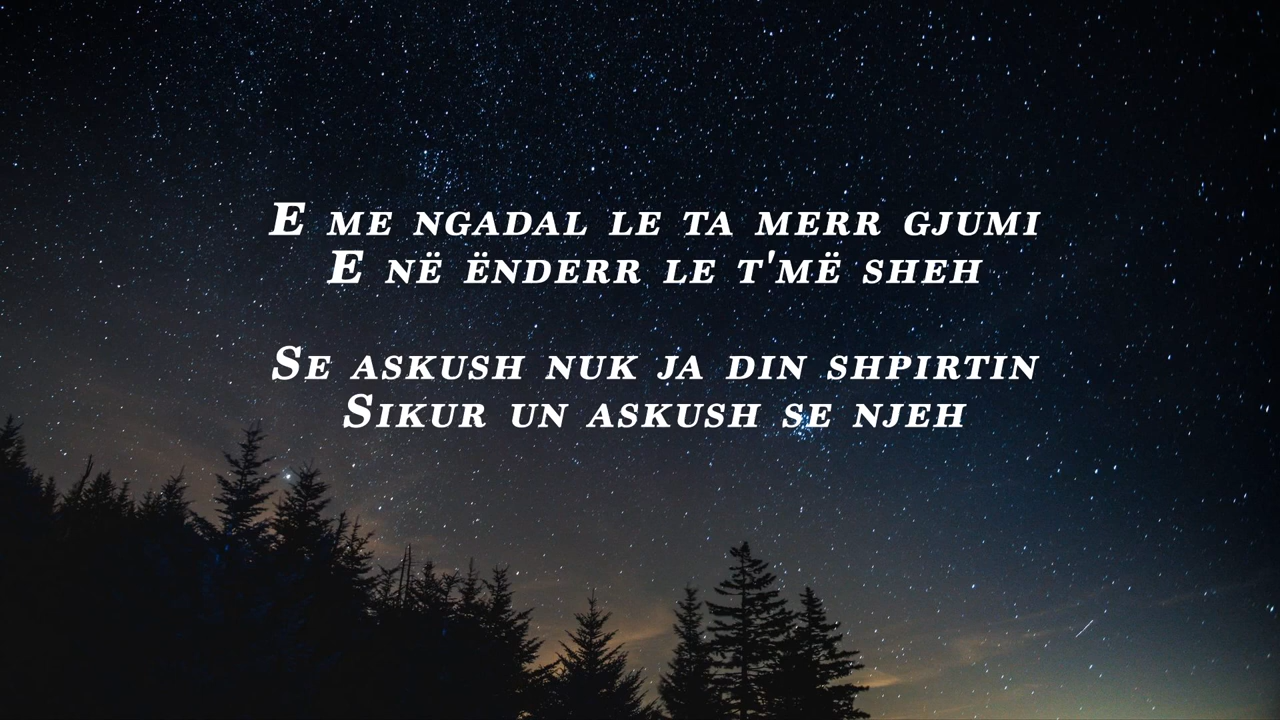 E me ngadal le ta merr gjumi
E në ënderr le t'më sheh
Se askush nuk ja din shpirtin
Sikur un askush se njeh